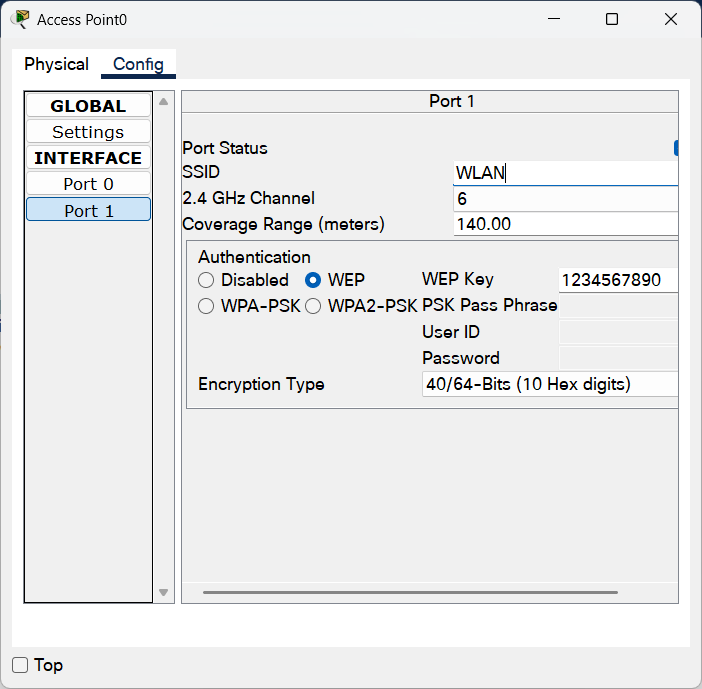 Access Point0
Physical Config
GLOBAL
Settings
INTERFACE
Port 0
Port 1
Port 1
Port Status
SSID WLAN
2.4 GHz Channel 6
Coverage Range (meters) 140.00
Authentication
Disabled WEP WEP Key 1234567890
WPA-PSK WPA2-PSK PSK Pass Phrase
User ID
Password
Encryption Type 40/64-Bits (10 Hex digits)
Top